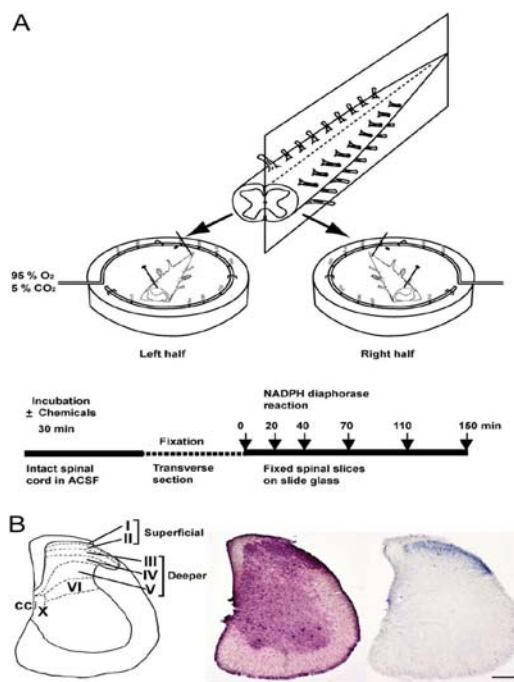 A
95 % O₂
5 % CO₂
Left half
Right half
Incubation
± Chemicals
30 min
NADPH diaphorase
reaction
Fixation
0 20 40 70 110 150 min
Intact spinal
cord in ACSF
Transverse
section
Fixed spinal slices
on slide glass
B
I
II
Superficial
III
IV
V
Deeper
VI
CC
X